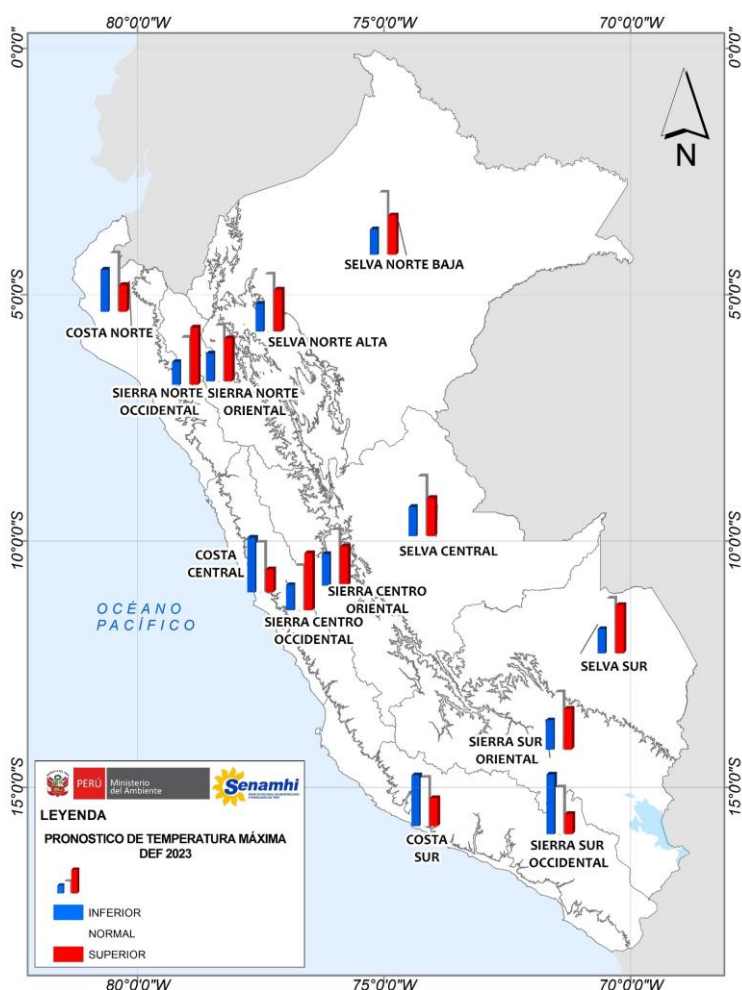 80°0'0"W 75°0'0"W 70°0'0"W
0°0'0" 0°0'0"
N
SELVA NORTE BAJA
5°0'0"S 5°0'0"S
COSTA NORTE
SELVA NORTE ALTA
SIERRA NORTE
OCCIDENTAL
SIERRA NORTE
ORIENTAL
10°0'0"S 10°0'0"S
SELVA CENTRAL
COSTA
CENTRAL
SIERRA CENTRO
ORIENTAL
SIERRA CENTRO
OCCIDENTAL
OCÉANO
PACÍFICO
SELVA SUR
SIERRA SUR
ORIENTAL
15°0'0"S 15°0'0"S
COSTA
SUR
SIERRA SUR
OCCIDENTAL
PERÚ
Ministerio
del Ambiente
Senamhi
LEYENDA
PRONOSTICO DE TEMPERATURA MÁXIMA
DEF 2023
INFERIOR
NORMAL
SUPERIOR
80°0'0"W 75°0'0"W 70°0'0"W